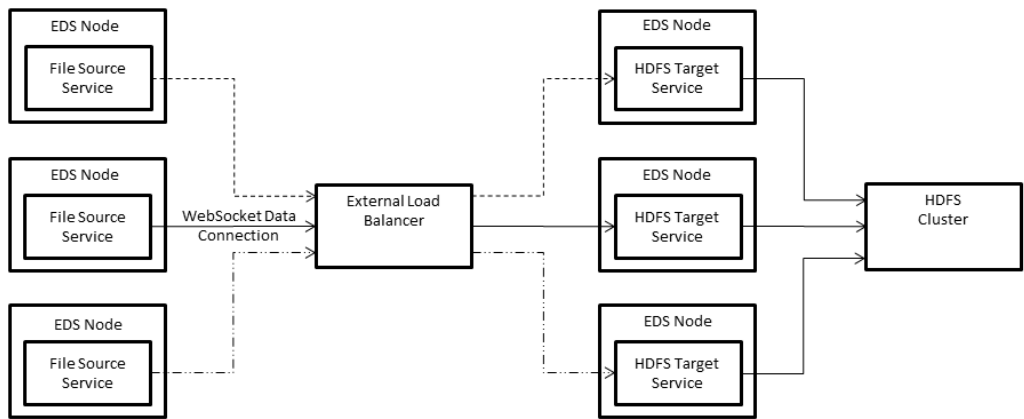 EDS Node
File Source
Service
EDS Node
File Source
Service
EDS Node
File Source
Service
WebSocket Data
Connection
External Load
Balancer
EDS Node
HDFS Target
Service
EDS Node
HDFS Target
Service
EDS Node
HDFS Target
Service
HDFS
Cluster